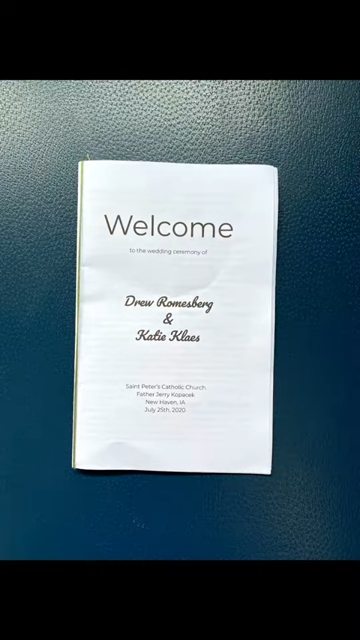 Welcome
to the wedding ceremony of
Drew Romesberg
&
Katie Klaes
Saint Peter's Catholic Church
Father Jerry Kopacek
New Haven, IA
July 25th, 2020